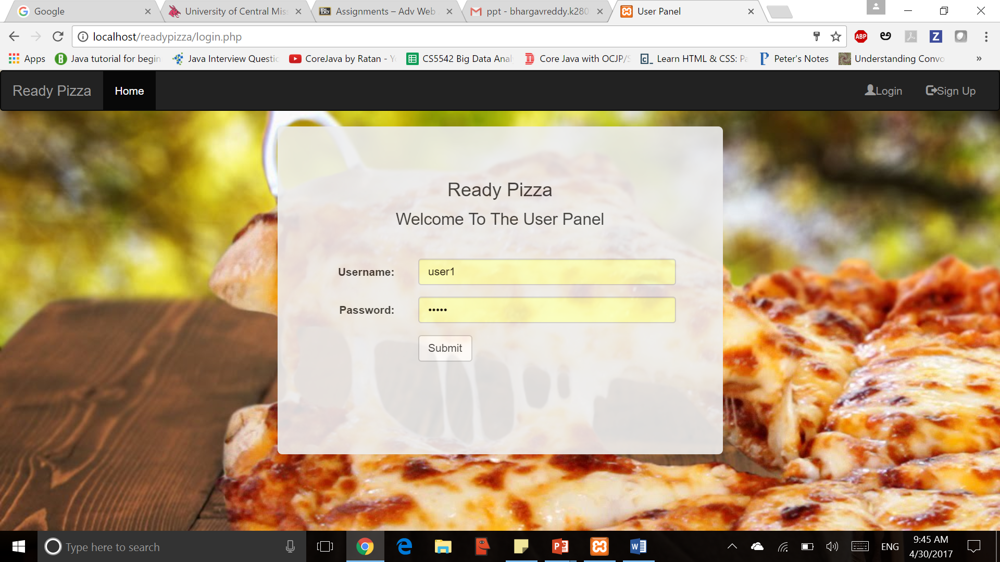 Google
University of Central Mis
Assignments – Adv Web
ppt - bhargavreddy.k280
User Panel
localhost/readypizza/login.php
ABP
Z
Apps
Java tutorial for begin
Java Interview Questic
CoreJava by Ratan - Y
CS5542 Big Data Anal
Core Java with OCJP/S
Learn HTML & CSS: Pa
Peter's Notes
Understanding Convo
»
Ready Pizza
Home
Login
Sign Up
Ready Pizza
Welcome To The User Panel
Username:
user1
Password:
•••••
Submit
Type here to search
ENG
9:45 AM
4/30/2017